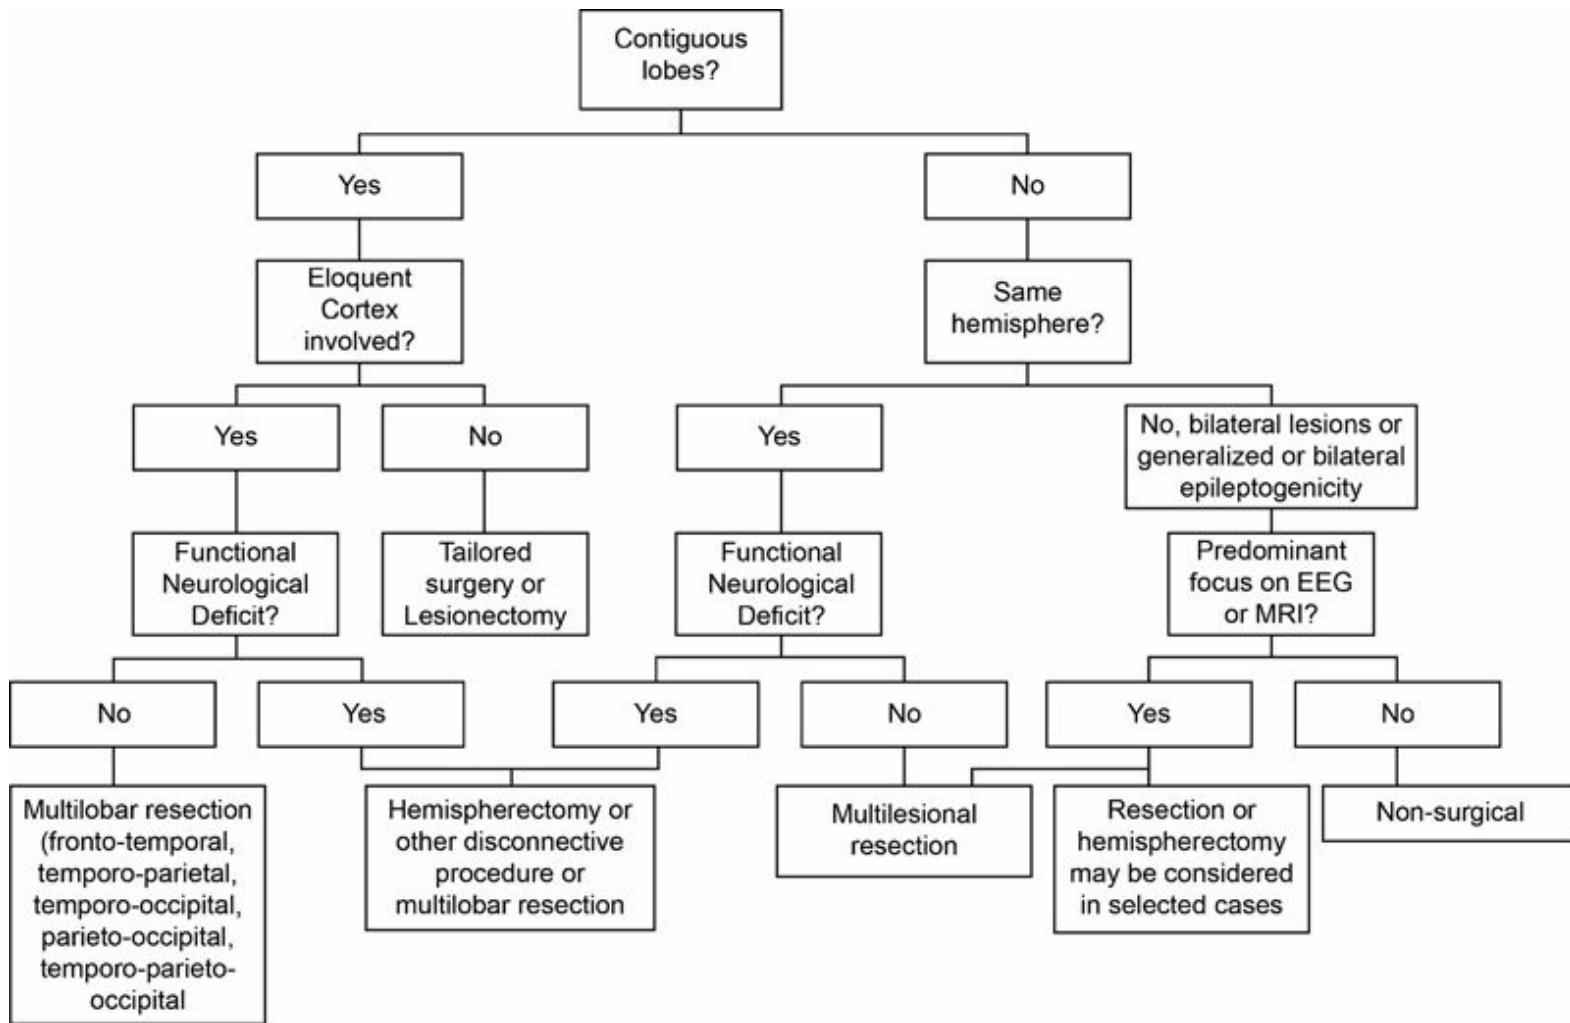 Contiguous
lobes?
Yes
No
Eloquent
Cortex
involved?
Same
hemisphere?
Yes
No
Yes
No, bilateral lesions or
generalized or bilateral
epileptogenicity
Functional
Neurological
Deficit?
Tailored
surgery or
Lesionectomy
Functional
Neurological
Deficit?
Predominant
focus on EEG
or MRI?
No
Yes
Yes
No
Yes
No
Multilobar resection
(fronto-temporal,
temporo-parietal,
temporo-occipital,
parieto-occipital,
temporo-parieto-
occipital
Hemispherectomy or
other disconnective
procedure or
multilobar resection
Multilesional
resection
Resection or
hemispherectomy
may be considered
in selected cases
Non-surgical